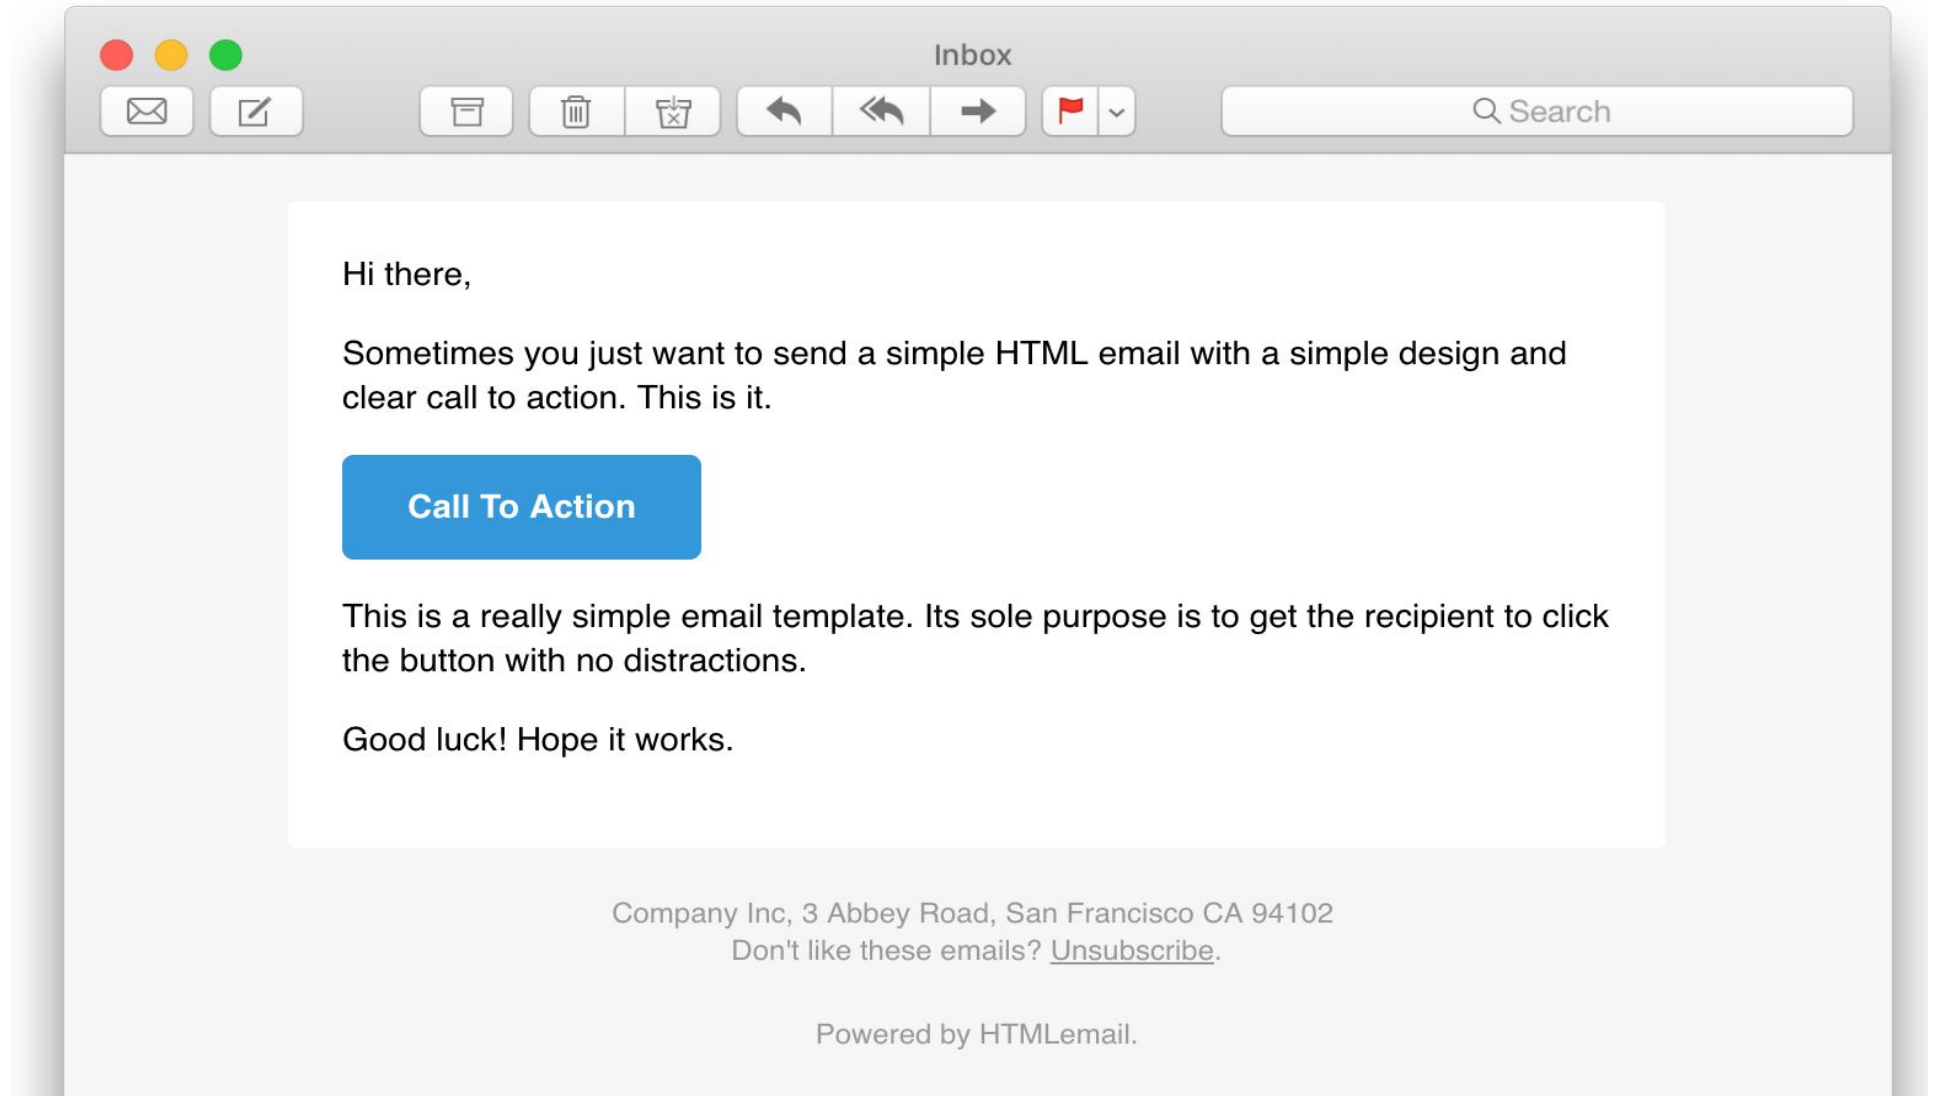 Inbox
Search
Hi there,
Sometimes you just want to send a simple HTML email with a simple design and
clear call to action. This is it.
Call To Action
This is a really simple email template. Its sole purpose is to get the recipient to click
the button with no distractions.
Good luck! Hope it works.
Company Inc, 3 Abbey Road, San Francisco CA 94102
Don't like these emails? Unsubscribe.
Powered by HTMLemail.